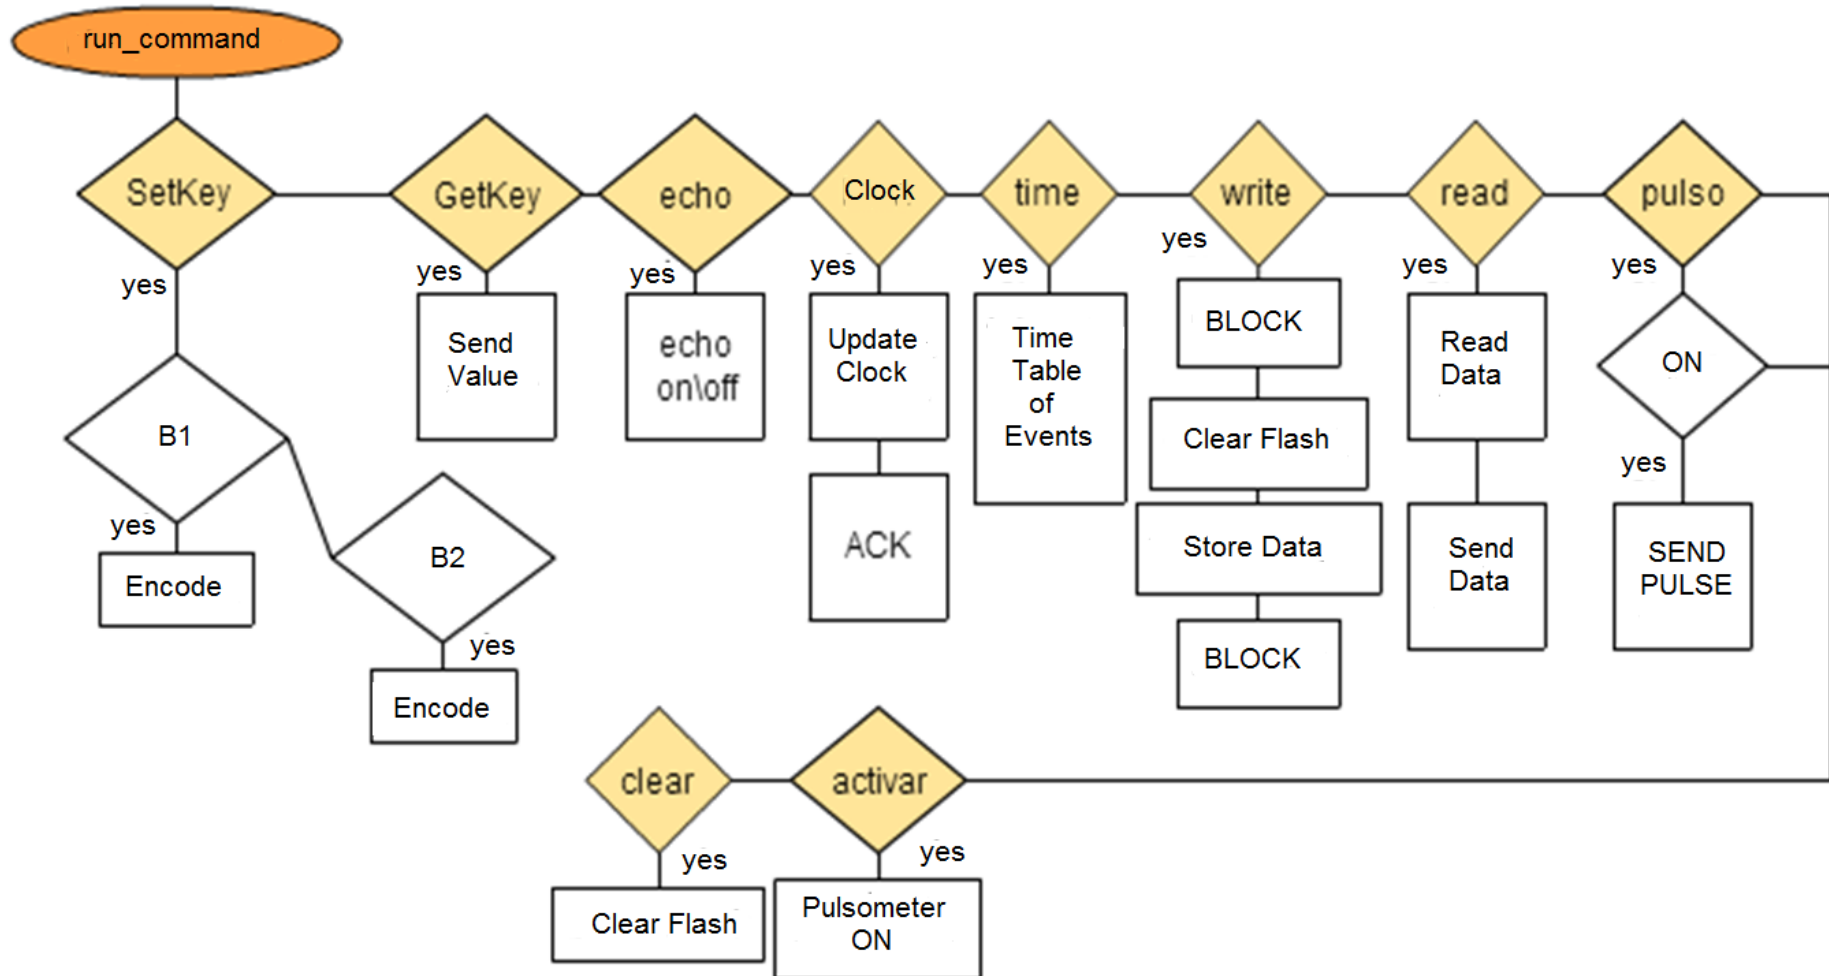 run_command
SetKey
GetKey
echo
Clock
time
write
read
pulso
yes
yes
yes
yes
yes
yes
yes
yes
B1
Send
Value
echo
on\off
Update
Clock
Time
Table
of
Events
BLOCK
Read
Data
ON
Clear Flash
yes
yes
B2
ACK
Store Data
Send
Data
SEND
PULSE
Encode
yes
BLOCK
Encode
clear
activar
yes
yes
Clear Flash
Pulsometer
ON